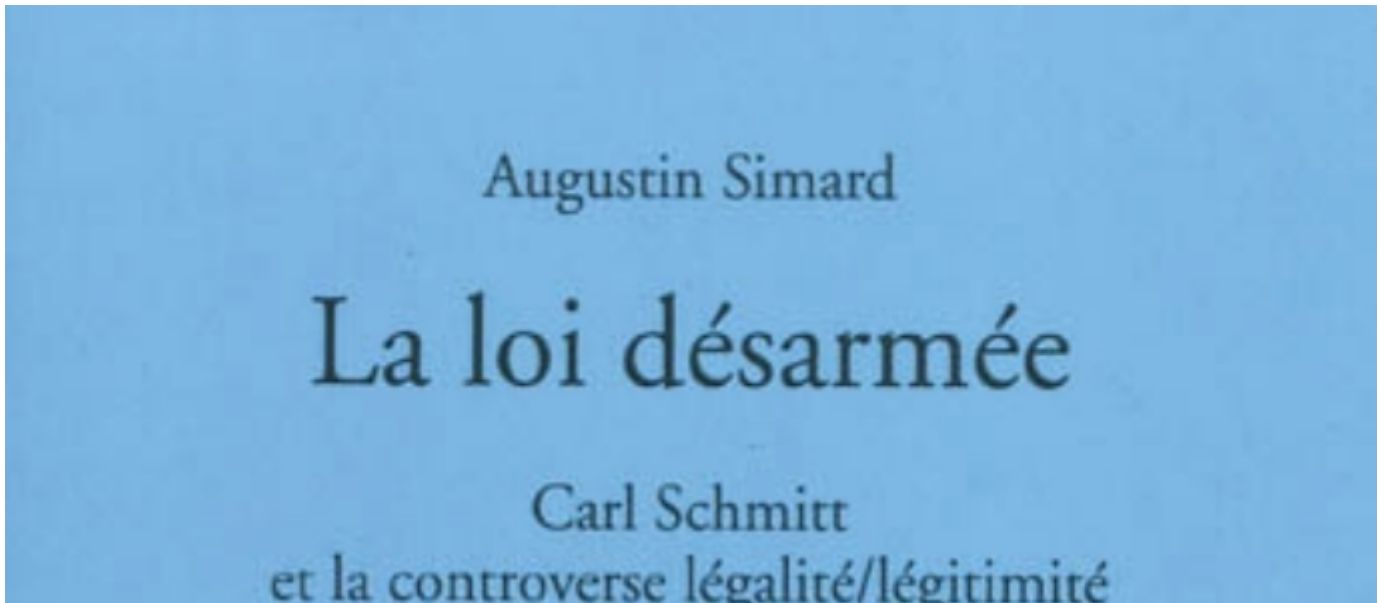 Augustin Simard
La loi désarmée
Carl Schmitt
et la controverse légalité/légitimité